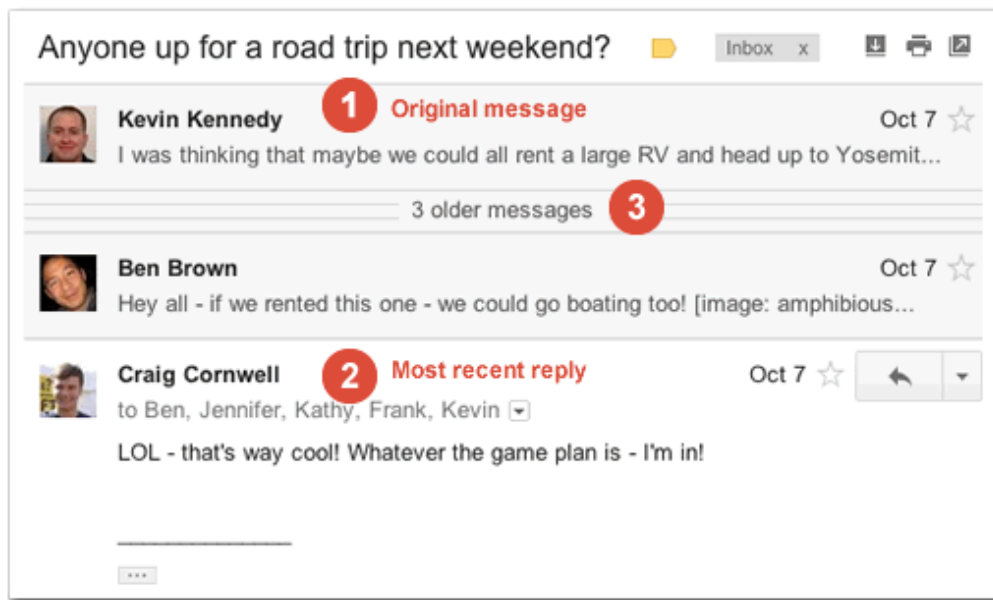 Anyone up for a road trip next weekend? Inbox x
Kevin Kennedy 1 Original message Oct 7
I was thinking that maybe we could all rent a large RV and head up to Yosemit...
3 older messages 3
Ben Brown Oct 7
Hey all - if we rented this one - we could go boating too! [image: amphibious...
Craig Cornwell 2 Most recent reply Oct 7
to Ben, Jennifer, Kathy, Frank, Kevin
LOL - that's way cool! Whatever the game plan is - I'm in!